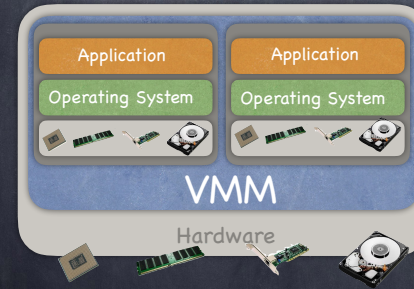 Application
Application
Operating System
Operating System
VMM
Hardware